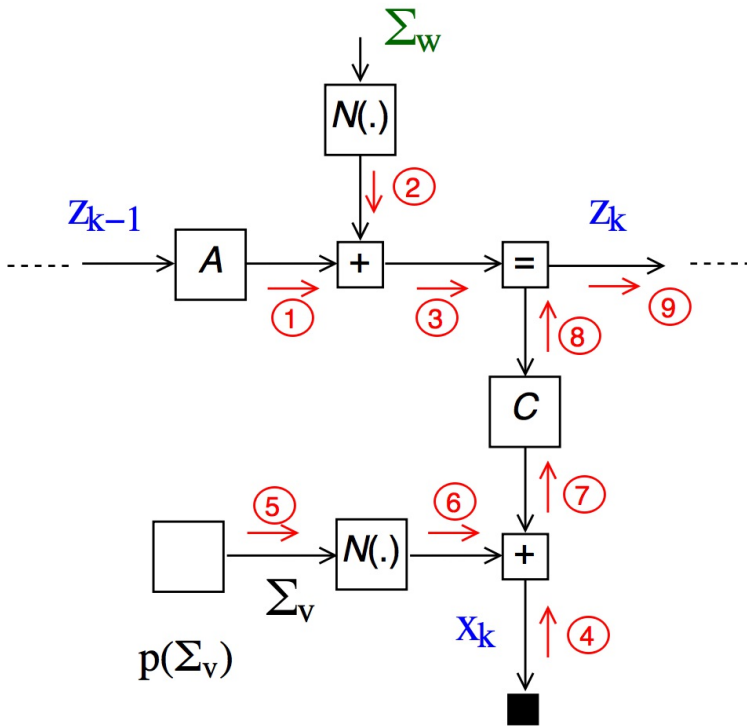 Σw
N(.)
②
zk−1
zk
A
+
=
①
③
⑨
⑧
C
⑤
⑥
⑦
N(.)
+
Σv
xk
④
p(Σv)